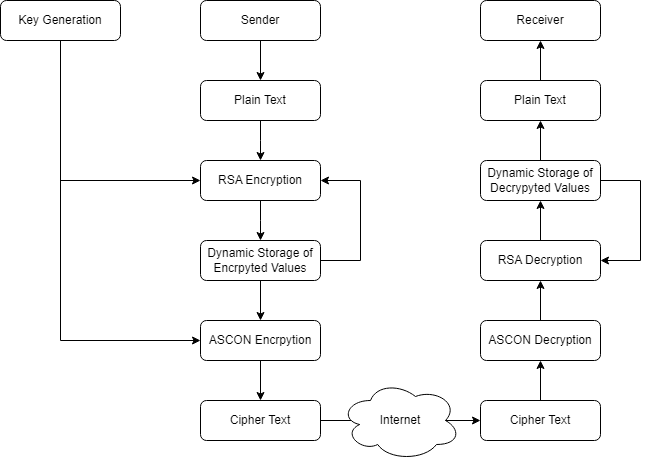 Key Generation
Sender
Receiver
Plain Text
Plain Text
RSA Encryption
Dynamic Storage of
Decrypyted Values
Dynamic Storage of
Encrpyted Values
RSA Decryption
ASCON Encrpytion
ASCON Decryption
Cipher Text
Internet
Cipher Text